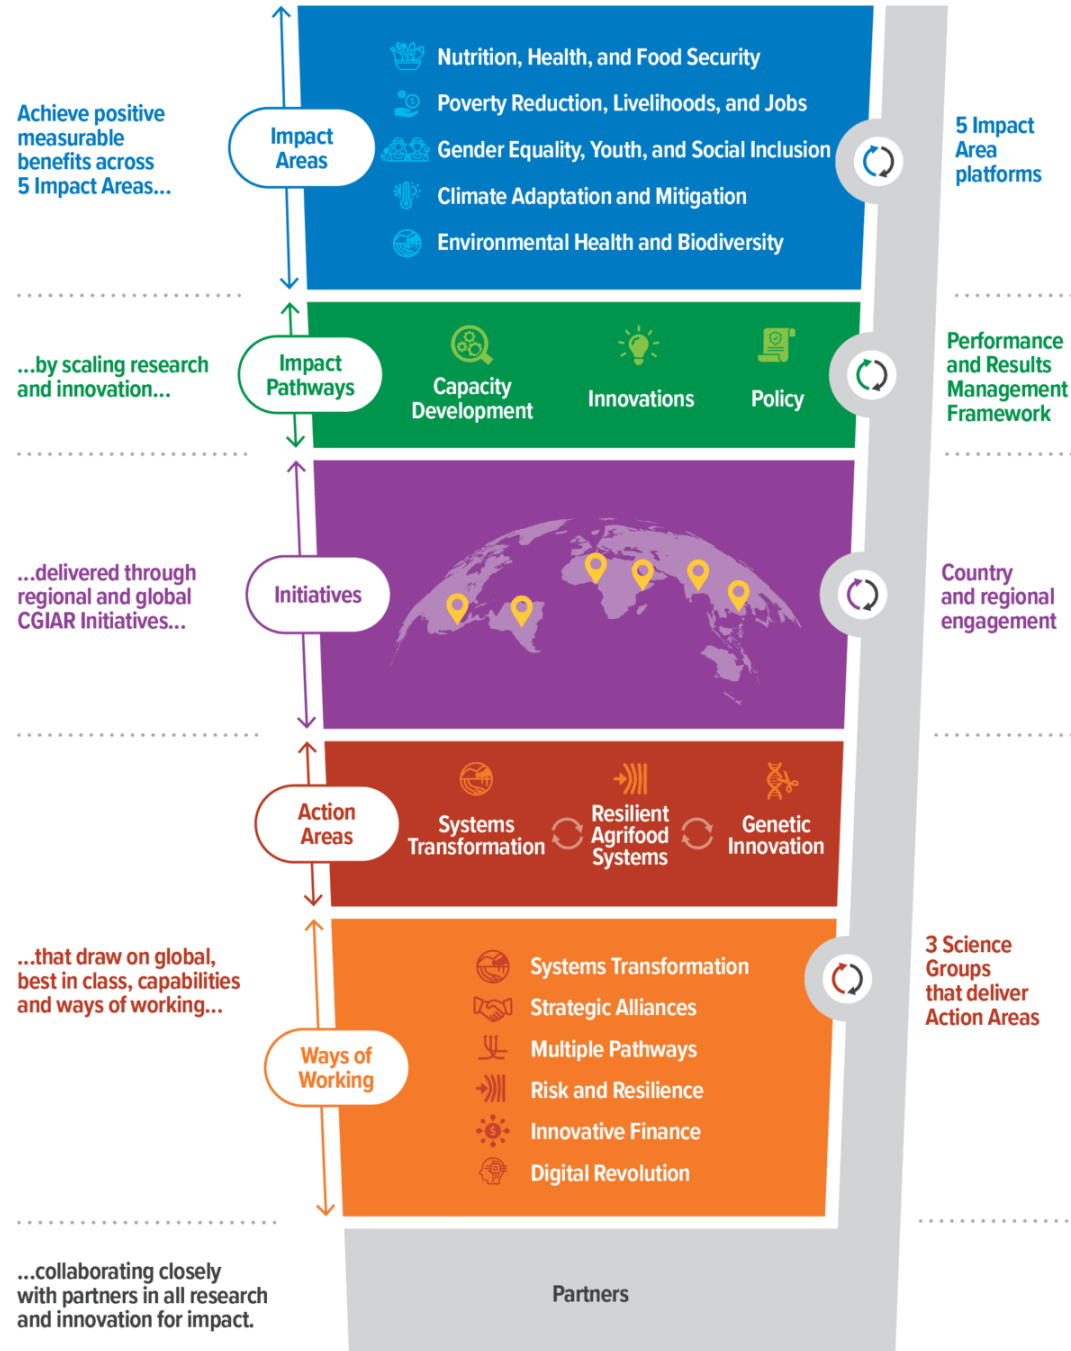 Achieve positive
measurable
benefits across
5 Impact Areas...
Impact
Areas
Nutrition, Health, and Food Security
Poverty Reduction, Livelihoods, and Jobs
Gender Equality, Youth, and Social Inclusion
Climate Adaptation and Mitigation
Environmental Health and Biodiversity
5 Impact
Area
platforms
...by scaling research
and innovation...
Impact
Pathways
Capacity
Development
Innovations
Policy
Performance
and Results
Management
Framework
...delivered through
regional and global
CGIAR Initiatives...
Initiatives
Country
and regional
engagement
Action
Areas
Systems
Transformation
Resilient
Agrifood
Systems
Genetic
Innovation
...that draw on global,
best in class, capabilities
and ways of working...
Ways of
Working
Systems Transformation
Strategic Alliances
Multiple Pathways
Risk and Resilience
Innovative Finance
Digital Revolution
3 Science
Groups
that deliver
Action Areas
...collaborating closely
with partners in all research
and innovation for impact.
Partners